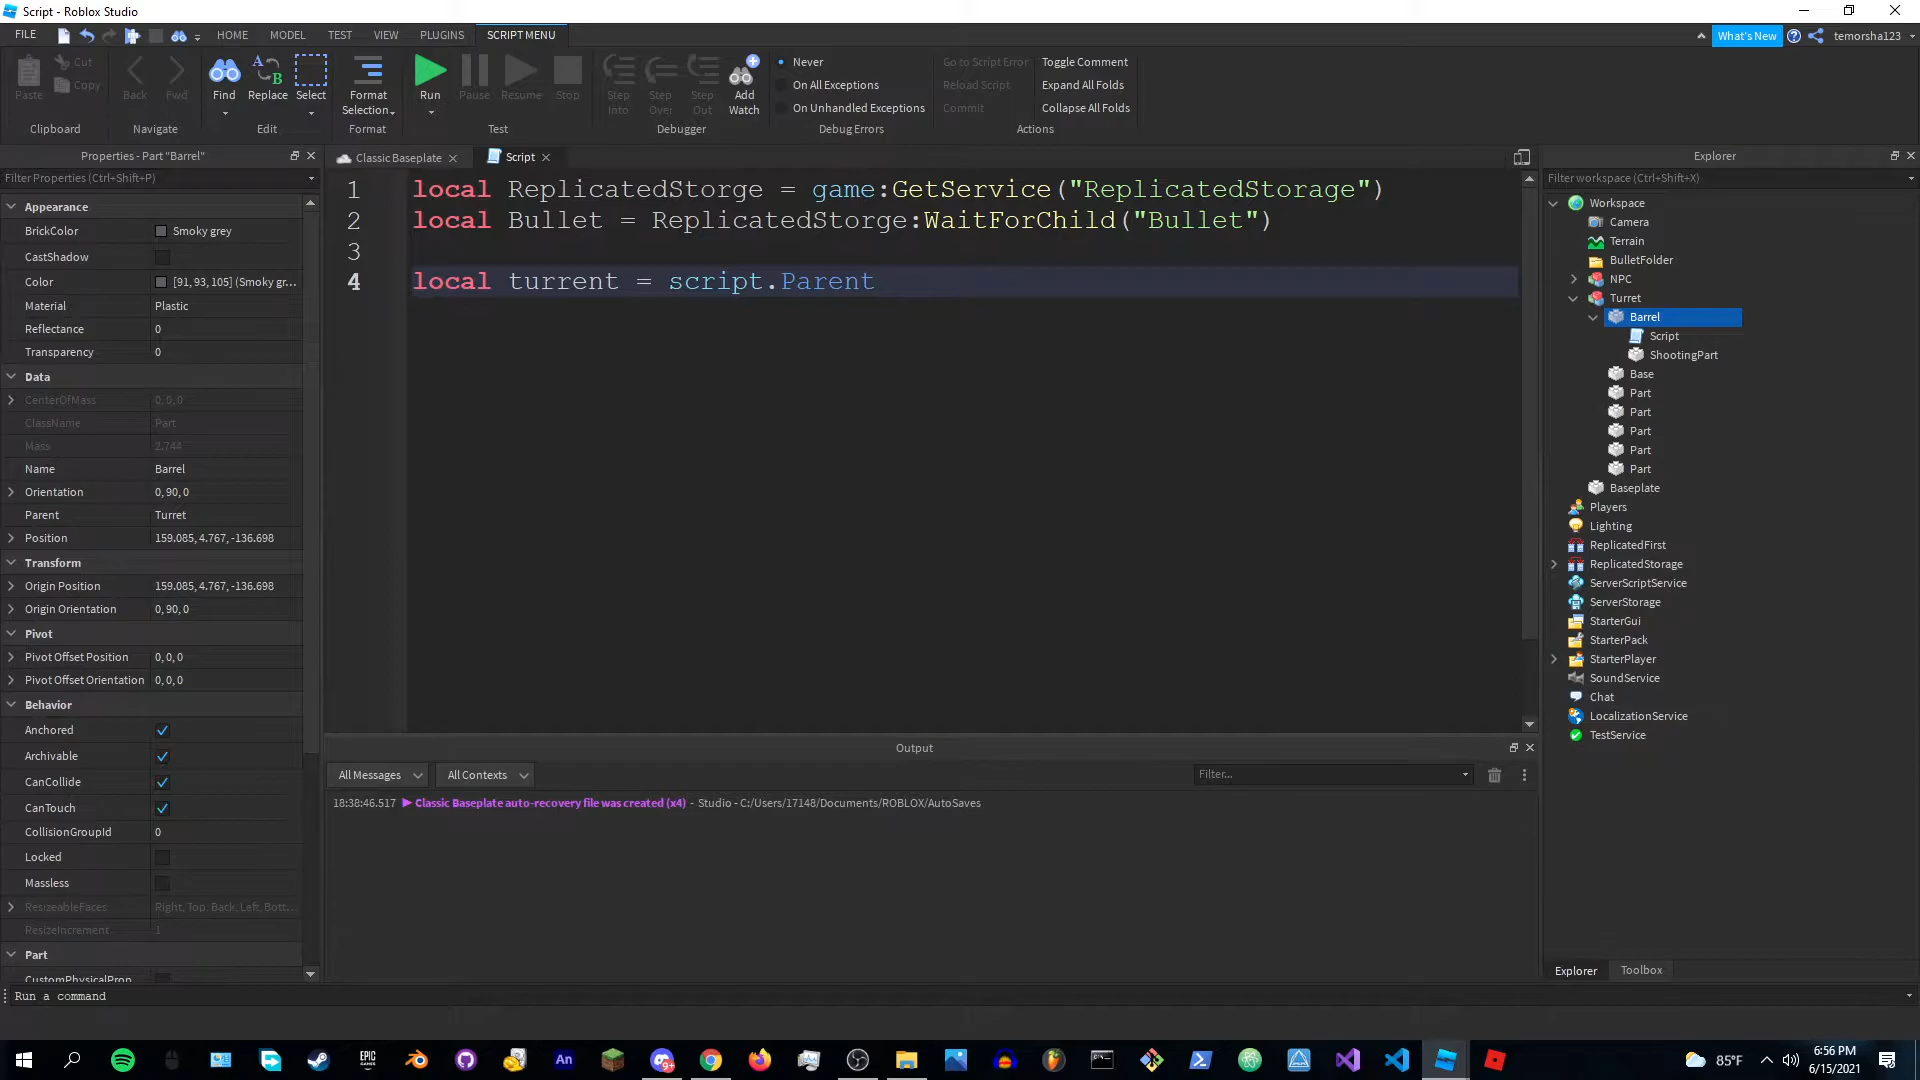 Script - Roblox Studio
FILE HOME MODEL TEST VIEW PLUGINS SCRIPT MENU What's New temorsha123
Paste Cut Copy Back Fwd Find Replace Select Format Selection Run Pause Resume Stop Step Into Step Over Step Out Add Watch
Never
On All Exceptions
On Unhandled Exceptions
Go to Script Error
Reload Script
Commit
Toggle Comment
Expand All Folds
Collapse All Folds
Clipboard Navigate Edit Format Test Debugger Debug Errors Actions
Properties - Part "Barrel"
Filter Properties (Ctrl+Shift+P)
Appearance
BrickColor Smoky grey
CastShadow
Color [91, 93, 105] (Smoky gr...
Material Plastic
Reflectance 0
Transparency 0
Data
CenterOfMass 0, 0, 0
ClassName Part
Mass 2.744
Name Barrel
Orientation 0, 90, 0
Parent Turret
Position 159.085, 4.767, -136.698
Transform
Origin Position 159.085, 4.767, -136.698
Origin Orientation 0, 90, 0
Pivot
Pivot Offset Position 0, 0, 0
Pivot Offset Orientation 0, 0, 0
Behavior
Anchored
Archivable
CanCollide
CanTouch
CollisionGroupId 0
Locked
Massless
ResizeableFaces Right, Top, Back, Left, Bott...
ResizeIncrement 1
Part
CustomPhysicalProp
Classic Baseplate Script
1 local ReplicatedStorge = game:GetService("ReplicatedStorage")
2 local Bullet = ReplicatedStorge:WaitForChild("Bullet")
3
4 local turrent = script.Parent
Output
All Messages All Contexts Filter...
18:38:46.517 Classic Baseplate auto-recovery file was created (x4) - Studio - C:/Users/17148/Documents/ROBLOX/AutoSaves
Explorer
Filter workspace (Ctrl+Shift+X)
Workspace
Camera
Terrain
BulletFolder
NPC
Turret
Barrel
Script
ShootingPart
Base
Part
Part
Part
Part
Part
Baseplate
Players
Lighting
ReplicatedFirst
ReplicatedStorage
ServerScriptService
ServerStorage
StarterGui
StarterPack
StarterPlayer
SoundService
Chat
LocalizationService
TestService
Explorer Toolbox
Run a command
EPIC GAMES
An
9+
85°F
6:56 PM
6/15/2021